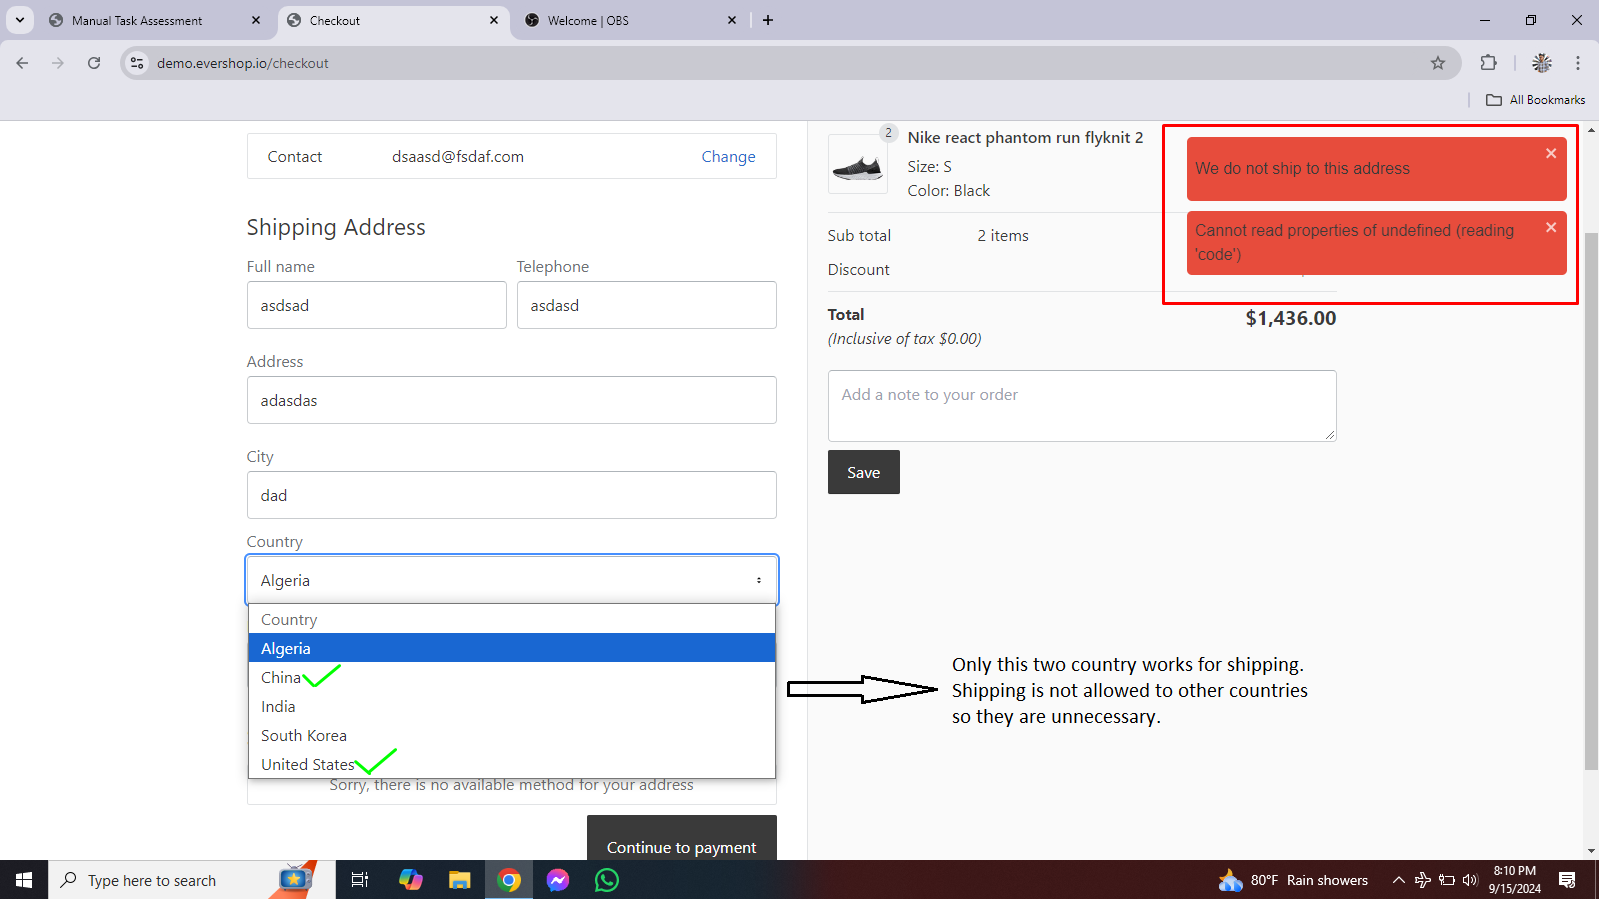 Manual Task Assessment
Checkout
Welcome | OBS
demo.evershop.io/checkout
All Bookmarks
Contact
dsaasd@fsdaf.com
Change
Shipping Address
Full name
Telephone
asdsad
asdasd
Address
adasdas
City
dad
Country
Algeria
Country
Algeria
China
India
South Korea
United States
Sorry, there is no available method for your address
Continue to payment
2
Nike react phantom run flyknit 2
Size: S
Color: Black
Sub total
2 items
Discount
Total
$1,436.00
(Inclusive of tax $0.00)
Add a note to your order
Save
We do not ship to this address
Cannot read properties of undefined (reading
'code')
Only this two country works for shipping.
Shipping is not allowed to other countries
so they are unnecessary.
Type here to search
80°F Rain showers
8:10 PM
9/15/2024